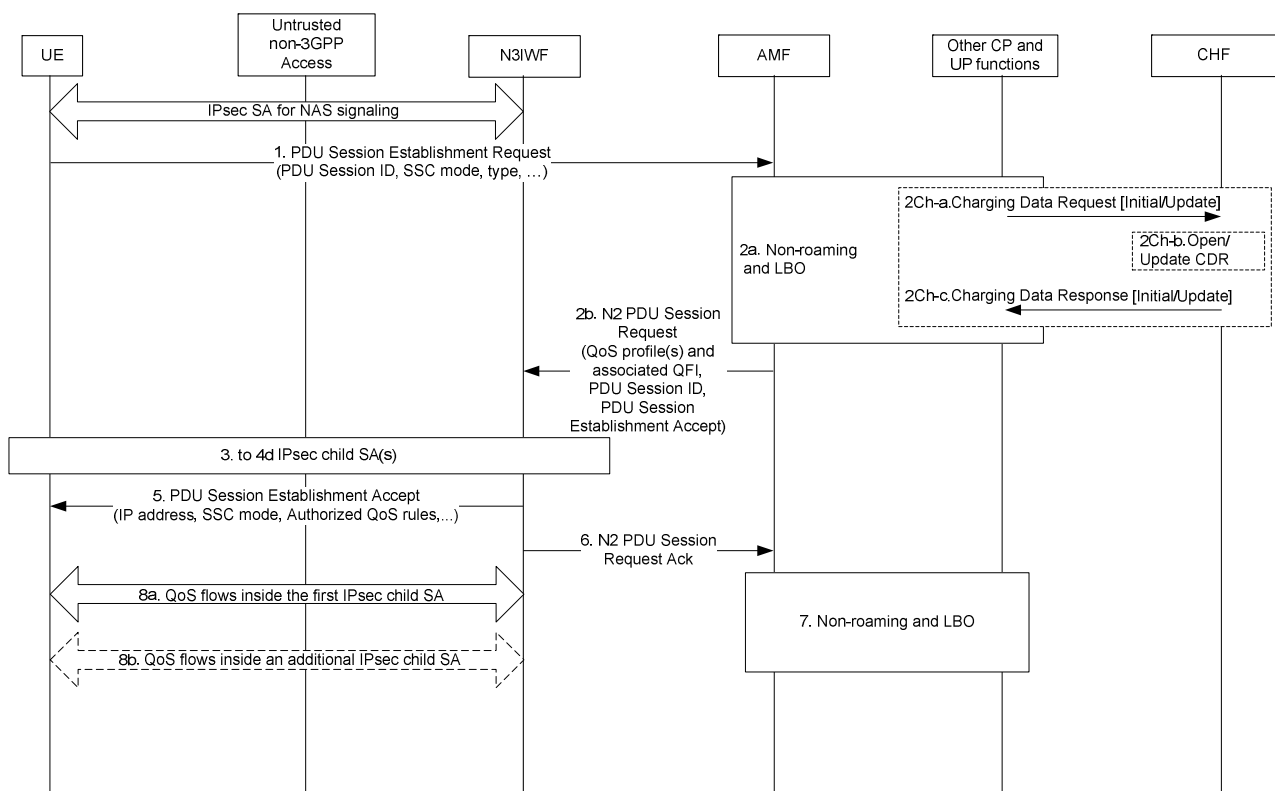 UE
Untrusted
non-3GPP
Access
N3IWF
AMF
Other CP and
UP functions
CHF
IPsec SA for NAS signaling
1. PDU Session Establishment Request
(PDU Session ID, SSC mode, type, …)
2a. Non-roaming
and LBO
2Ch-a.Charging Data Request [Initial/Update]
2Ch-b.Open/
Update CDR
2Ch-c.Charging Data Response [Initial/Update]
2b. N2 PDU Session
Request
(QoS profile(s) and
associated QFI,
PDU Session ID,
PDU Session
Establishment Accept)
3. to 4d IPsec child SA(s)
5. PDU Session Establishment Accept
(IP address, SSC mode, Authorized QoS rules,...)
6. N2 PDU Session
Request Ack
8a. QoS flows inside the first IPsec child SA
7. Non-roaming and LBO
8b. QoS flows inside an additional IPsec child SA